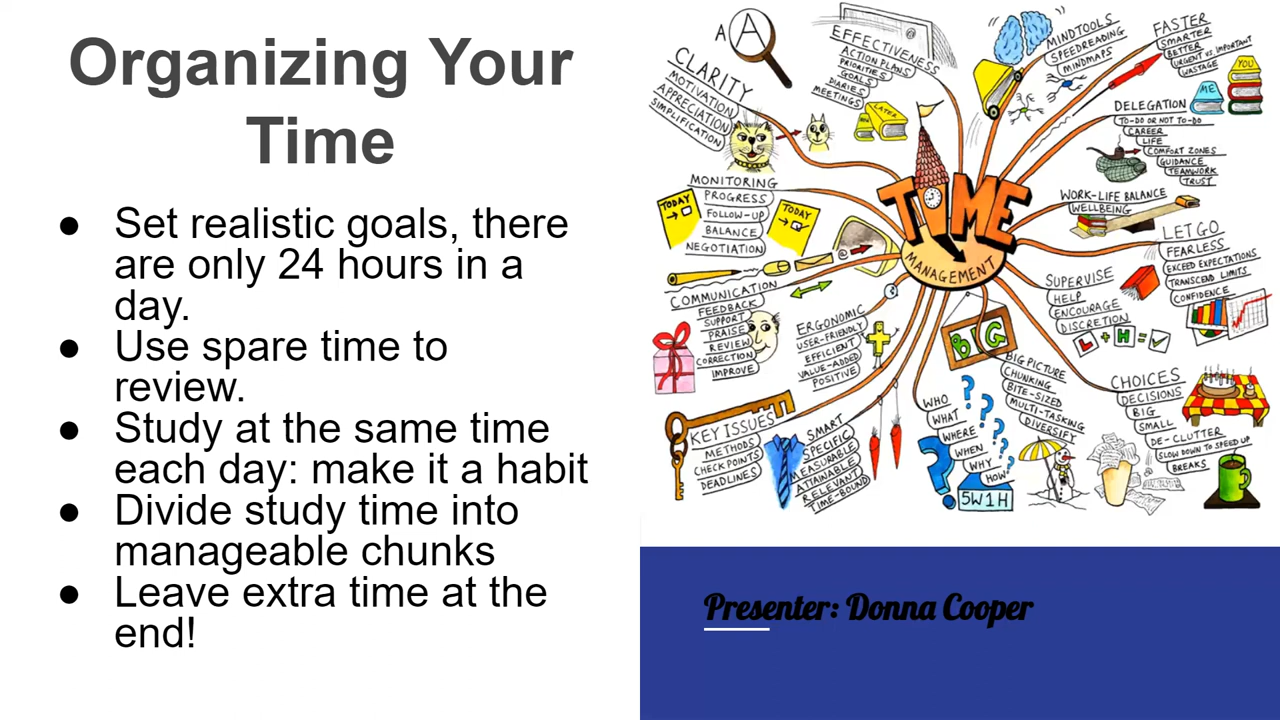 Organizing Your
Time
● Set realistic goals, there
are only 24 hours in a
day.
● Use spare time to
review.
● Study at the same time
each day: make it a habit
● Divide study time into
manageable chunks
● Leave extra time at the
end!
A
A
CLARITY
MOTIVATION
APPRECIATION
SIMPLIFICATION
EFFECTIVENESS
ACTION PLANS
PRIORITIES
GOALS
DIARIES
MEETINGS
LATER
MINDTOOLS
SPEEDREADING
MINDMAPS
FASTER
SMARTER
BETTER
URGENT VS. IMPORTANT
WASTAGE
YOU
ME
DELEGATION
TO-DO OR NOT TO-DO
CAREER
LIFE
COMFORT ZONES
GUIDANCE
TEAMWORK
TRUST
MONITORING
PROGRESS
FOLLOW-UP
BALANCE
NEGOTIATION
TODAY
TODAY
TIME
MANAGEMENT
WORK-LIFE BALANCE
WELLBEING
LET GO
FEARLESS
EXCEED EXPECTATIONS
TRANSCEND LIMITS
CONFIDENCE
COMMUNICATION
FEEDBACK
SUPPORT
PRAISE
REVIEW
CORRECTION
IMPROVE
@
ERGONOMIC
USER-FRIENDLY
EFFICIENT
VALUE-ADDED
POSITIVE
SUPERVISE
HELP
ENCOURAGE
DISCRETION
L + H = ✓
BIG
BIG PICTURE
CHUNKING
BITE-SIZED
MULTI-TASKING
DIVERSIFY
CHOICES
DECISIONS
BIG
SMALL
DE-CLUTTER
SLOW DOWN TO SPEED UP
BREAKS
KEY ISSUES
METHODS
CHECK POINTS
DEADLINES
SMART
SPECIFIC
MEASURABLE
ATTAINABLE
RELEVANT
TIME-BOUND
WHO
WHAT
WHERE
WHEN
WHY
HOW
5W1H
Presenter: Donna Cooper